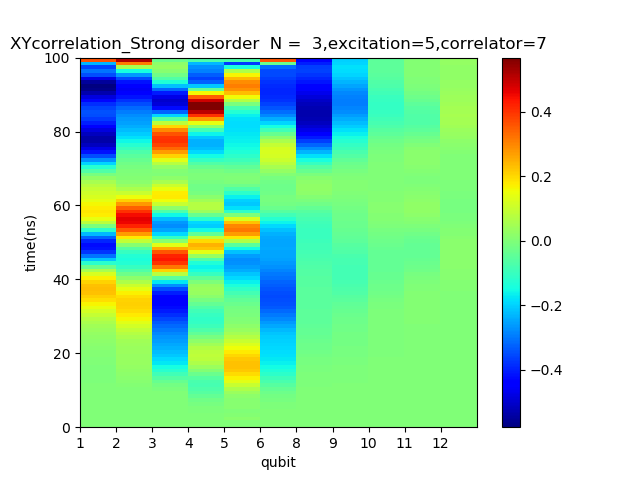 XYcorrelation_Strong disorder  N =  3,excitation=5,correlator=7
100
80
60
40
20
0
time(ns)
1 2 3 4 5 6 8 9 10 11 12
qubit
0.4
0.2
0.0
−0.2
−0.4